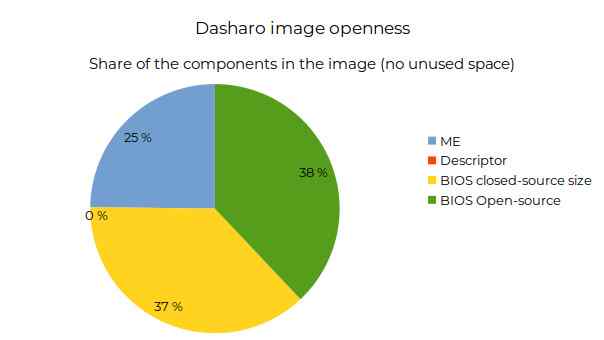 Dasharo image openness
Share of the components in the image (no unused space)
25 %
38 %
0 %
37 %
ME
Descriptor
BIOS closed-source size
BIOS Open-source